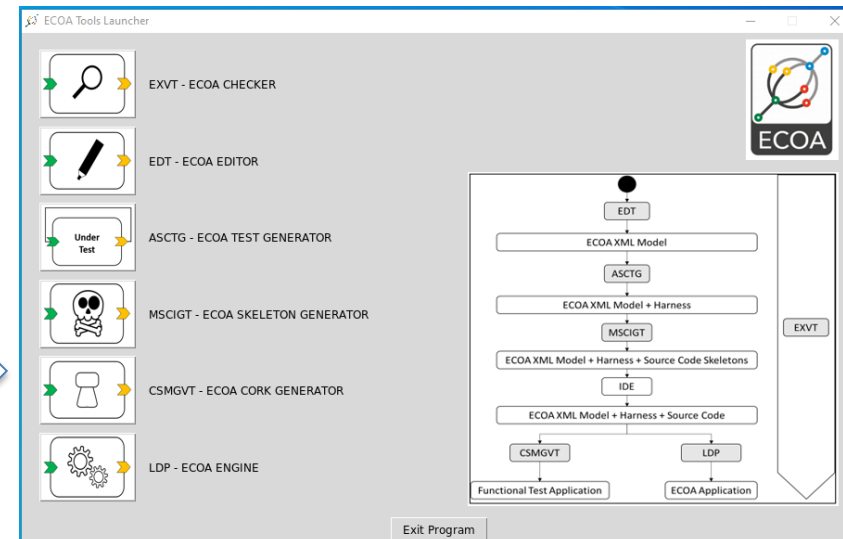 ECOA Tools Launcher
EXVT - ECOA CHECKER
EDT - ECOA EDITOR
Under
Test
ASCTG - ECOA TEST GENERATOR
MSCIGT - ECOA SKELETON GENERATOR
CSMGVT - ECOA CORK GENERATOR
LDP - ECOA ENGINE
ECOA
EDT
ECOA XML Model
ASCTG
ECOA XML Model + Harness
MSCIGT
ECOA XML Model + Harness + Source Code Skeletons
IDE
ECOA XML Model + Harness + Source Code
CSMGVT
LDP
Functional Test Application
ECOA Application
EXVT
Exit Program